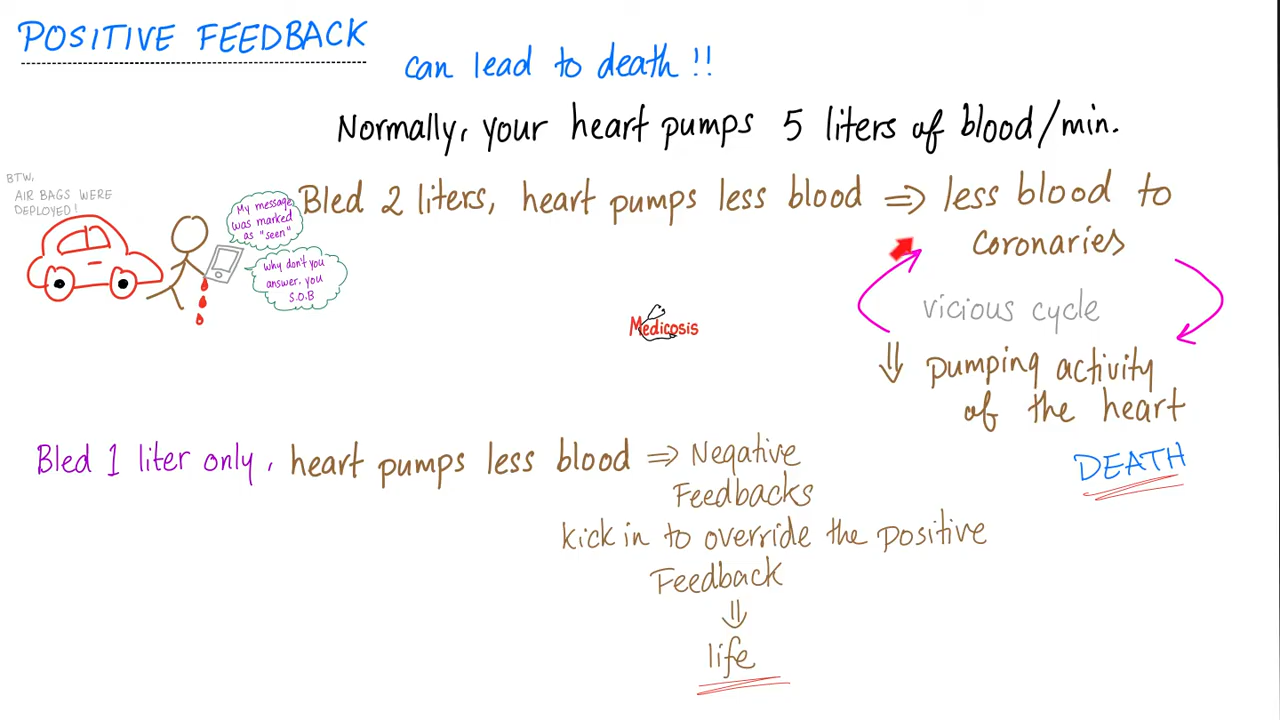 POSITIVE FEEDBACK
can lead to death !!
Normally, your heart pumps 5 liters of blood/min.
BTW,
AIR BAGS WERE
DEPLOYED!
My message
was marked
as "seen"
why don't you
answer, you
S.O.B
Bled 2 liters, heart pumps less blood ⇒ less blood to
coronaries
vicious cycle
⇓ pumping activity
of the heart
DEATH
Medicosis
Bled 1 liter only, heart pumps less blood ⇒ Negative
Feedbacks
kick in to override the positive
Feedback
⇓
life